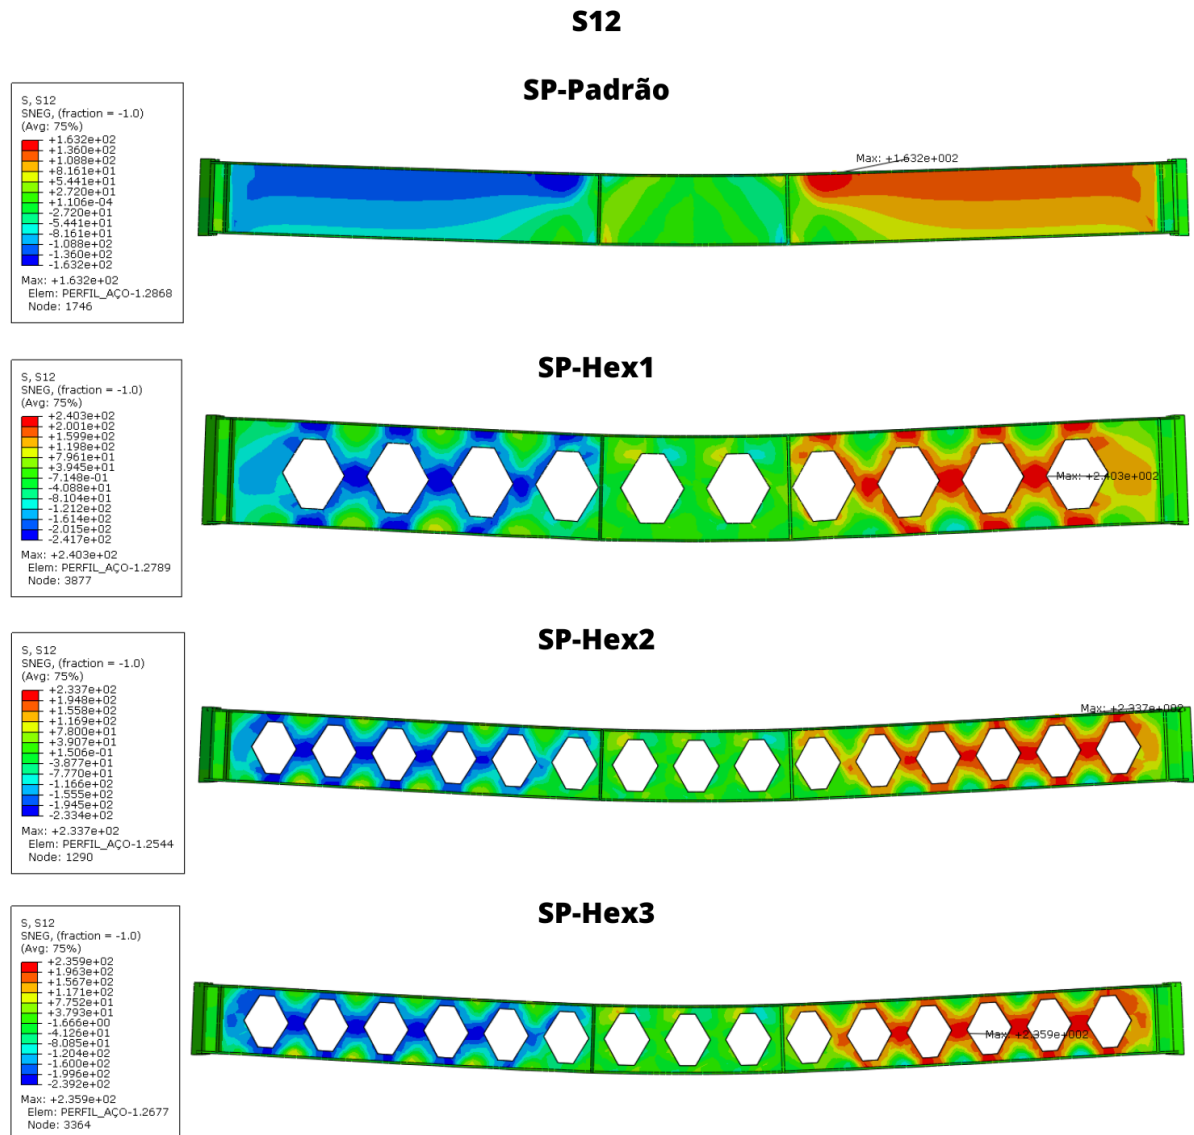 S12
SP-Padrão
S, S12
SNEG, (fraction = -1.0)
(Avg: 75%)
+1.632e+02
+1.360e+02
+1.088e+02
+8.161e+01
+5.441e+01
+2.720e+01
+1.106e-04
-2.720e+01
-5.441e+01
-8.161e+01
-1.088e+02
-1.360e+02
-1.632e+02
Max: +1.632e+02
Elem: PERFIL_AÇO-1.2868
Node: 1746
Max: +1.632e+002
SP-Hex1
S, S12
SNEG, (fraction = -1.0)
(Avg: 75%)
+2.403e+02
+2.001e+02
+1.599e+02
+1.198e+02
+7.961e+01
+3.945e+01
-7.148e-01
-4.088e+01
-8.104e+01
-1.212e+02
-1.614e+02
-2.015e+02
-2.417e+02
Max: +2.403e+02
Elem: PERFIL_AÇO-1.2789
Node: 3877
Max: +2.403e+002
SP-Hex2
S, S12
SNEG, (fraction = -1.0)
(Avg: 75%)
+2.337e+02
+1.948e+02
+1.558e+02
+1.169e+02
+7.800e+01
+3.907e+01
+1.506e-01
-3.877e+01
-7.770e+01
-1.166e+02
-1.555e+02
-1.945e+02
-2.334e+02
Max: +2.337e+02
Elem: PERFIL_AÇO-1.2544
Node: 1290
Max: +2.337e+002
SP-Hex3
S, S12
SNEG, (fraction = -1.0)
(Avg: 75%)
+2.359e+02
+1.963e+02
+1.567e+02
+1.171e+02
+7.752e+01
+3.793e+01
-1.666e+00
-4.126e+01
-8.085e+01
-1.204e+02
-1.600e+02
-1.996e+02
-2.392e+02
Max: +2.359e+02
Elem: PERFIL_AÇO-1.2677
Node: 3364
Max: +2.359e+002